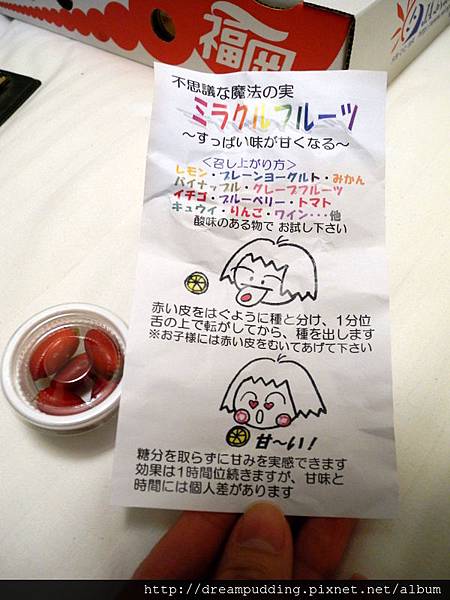 福岡
不思議な魔法の実
ミラクルフルーツ
～すっぱい味が甘くなる～
＜召し上がり方＞
レモン・プレーンヨーグルト・みかん
パイナップル・グレープフルーツ
イチゴ・ブルーベリー・トマト
キュウイ・りんご・ワイン・・・他
酸味のある物で お試し下さい
赤い皮をはぐように種と分け、1分位
舌の上で転がしてから、種を出します
※お子様には赤い皮をむいてあげて下さい
甘～い！
糖分を取らずに甘みを実感できます
効果は1時間位続きますが、甘味と
時間には個人差があります
http://dreampudding.pixnet.net/album